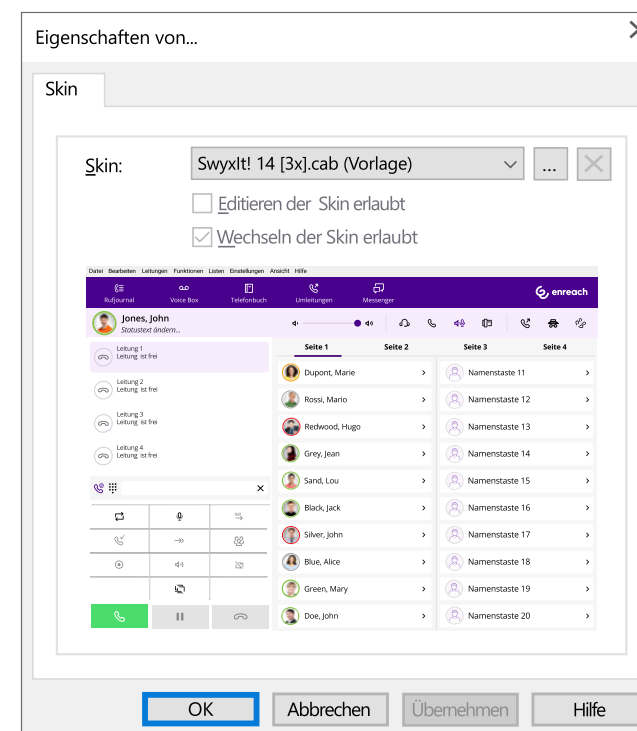 Eigenschaften von...
Skin
Skin: SwyxIt! 14 [3x].cab (Vorlage) ...
Editieren der Skin erlaubt
Wechseln der Skin erlaubt
Datei Bearbeiten Leitungen Funktionen Listen Einstellungen Ansicht Hilfe
Rufjournal Voice Box Telefonbuch Umleitungen Messenger enreach
Jones, John
Statustext ändern...
Seite 1 Seite 2 Seite 3 Seite 4
Leitung 1
Leitung ist frei
Leitung 2
Leitung ist frei
Leitung 3
Leitung ist frei
Leitung 4
Leitung ist frei
Dupont, Marie Namenstaste 11
Rossi, Mario Namenstaste 12
Redwood, Hugo Namenstaste 13
Grey, Jean Namenstaste 14
Sand, Lou Namenstaste 15
Black, Jack Namenstaste 16
Silver, John Namenstaste 17
Blue, Alice Namenstaste 18
Green, Mary Namenstaste 19
Doe, John Namenstaste 20
OK Abbrechen Übernehmen Hilfe